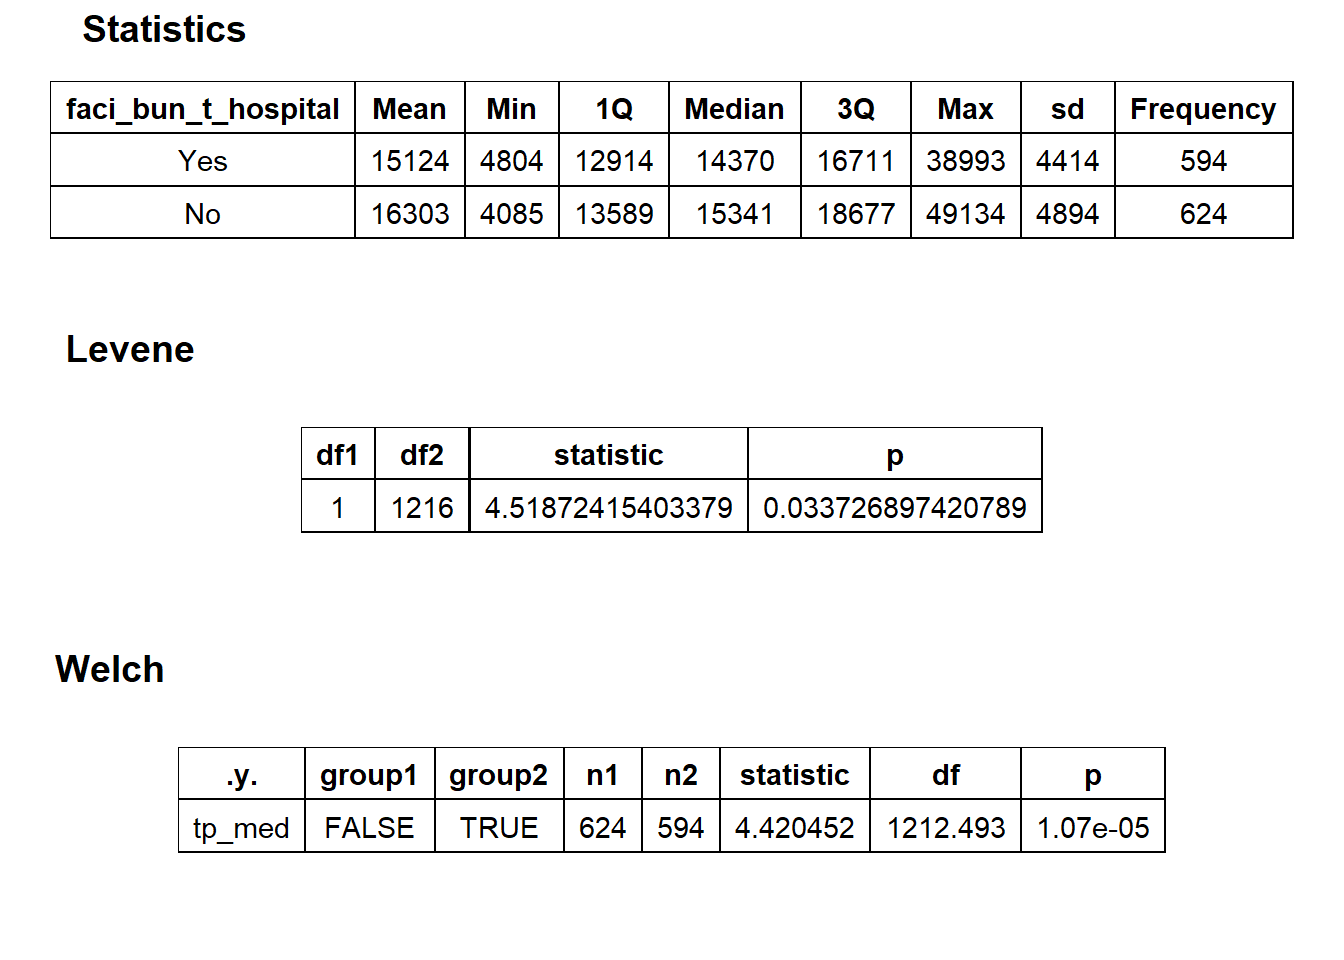 Statistics
faci_bun_t_hospital Mean Min 1Q Median 3Q Max sd Frequency
Yes 15124 4804 12914 14370 16711 38993 4414 594
No 16303 4085 13589 15341 18677 49134 4894 624
Levene
df1 df2 statistic p
1 1216 4.51872415403379 0.033726897420789
Welch
.y. group1 group2 n1 n2 statistic df p
tp_med FALSE TRUE 624 594 4.420452 1212.493 1.07e-05